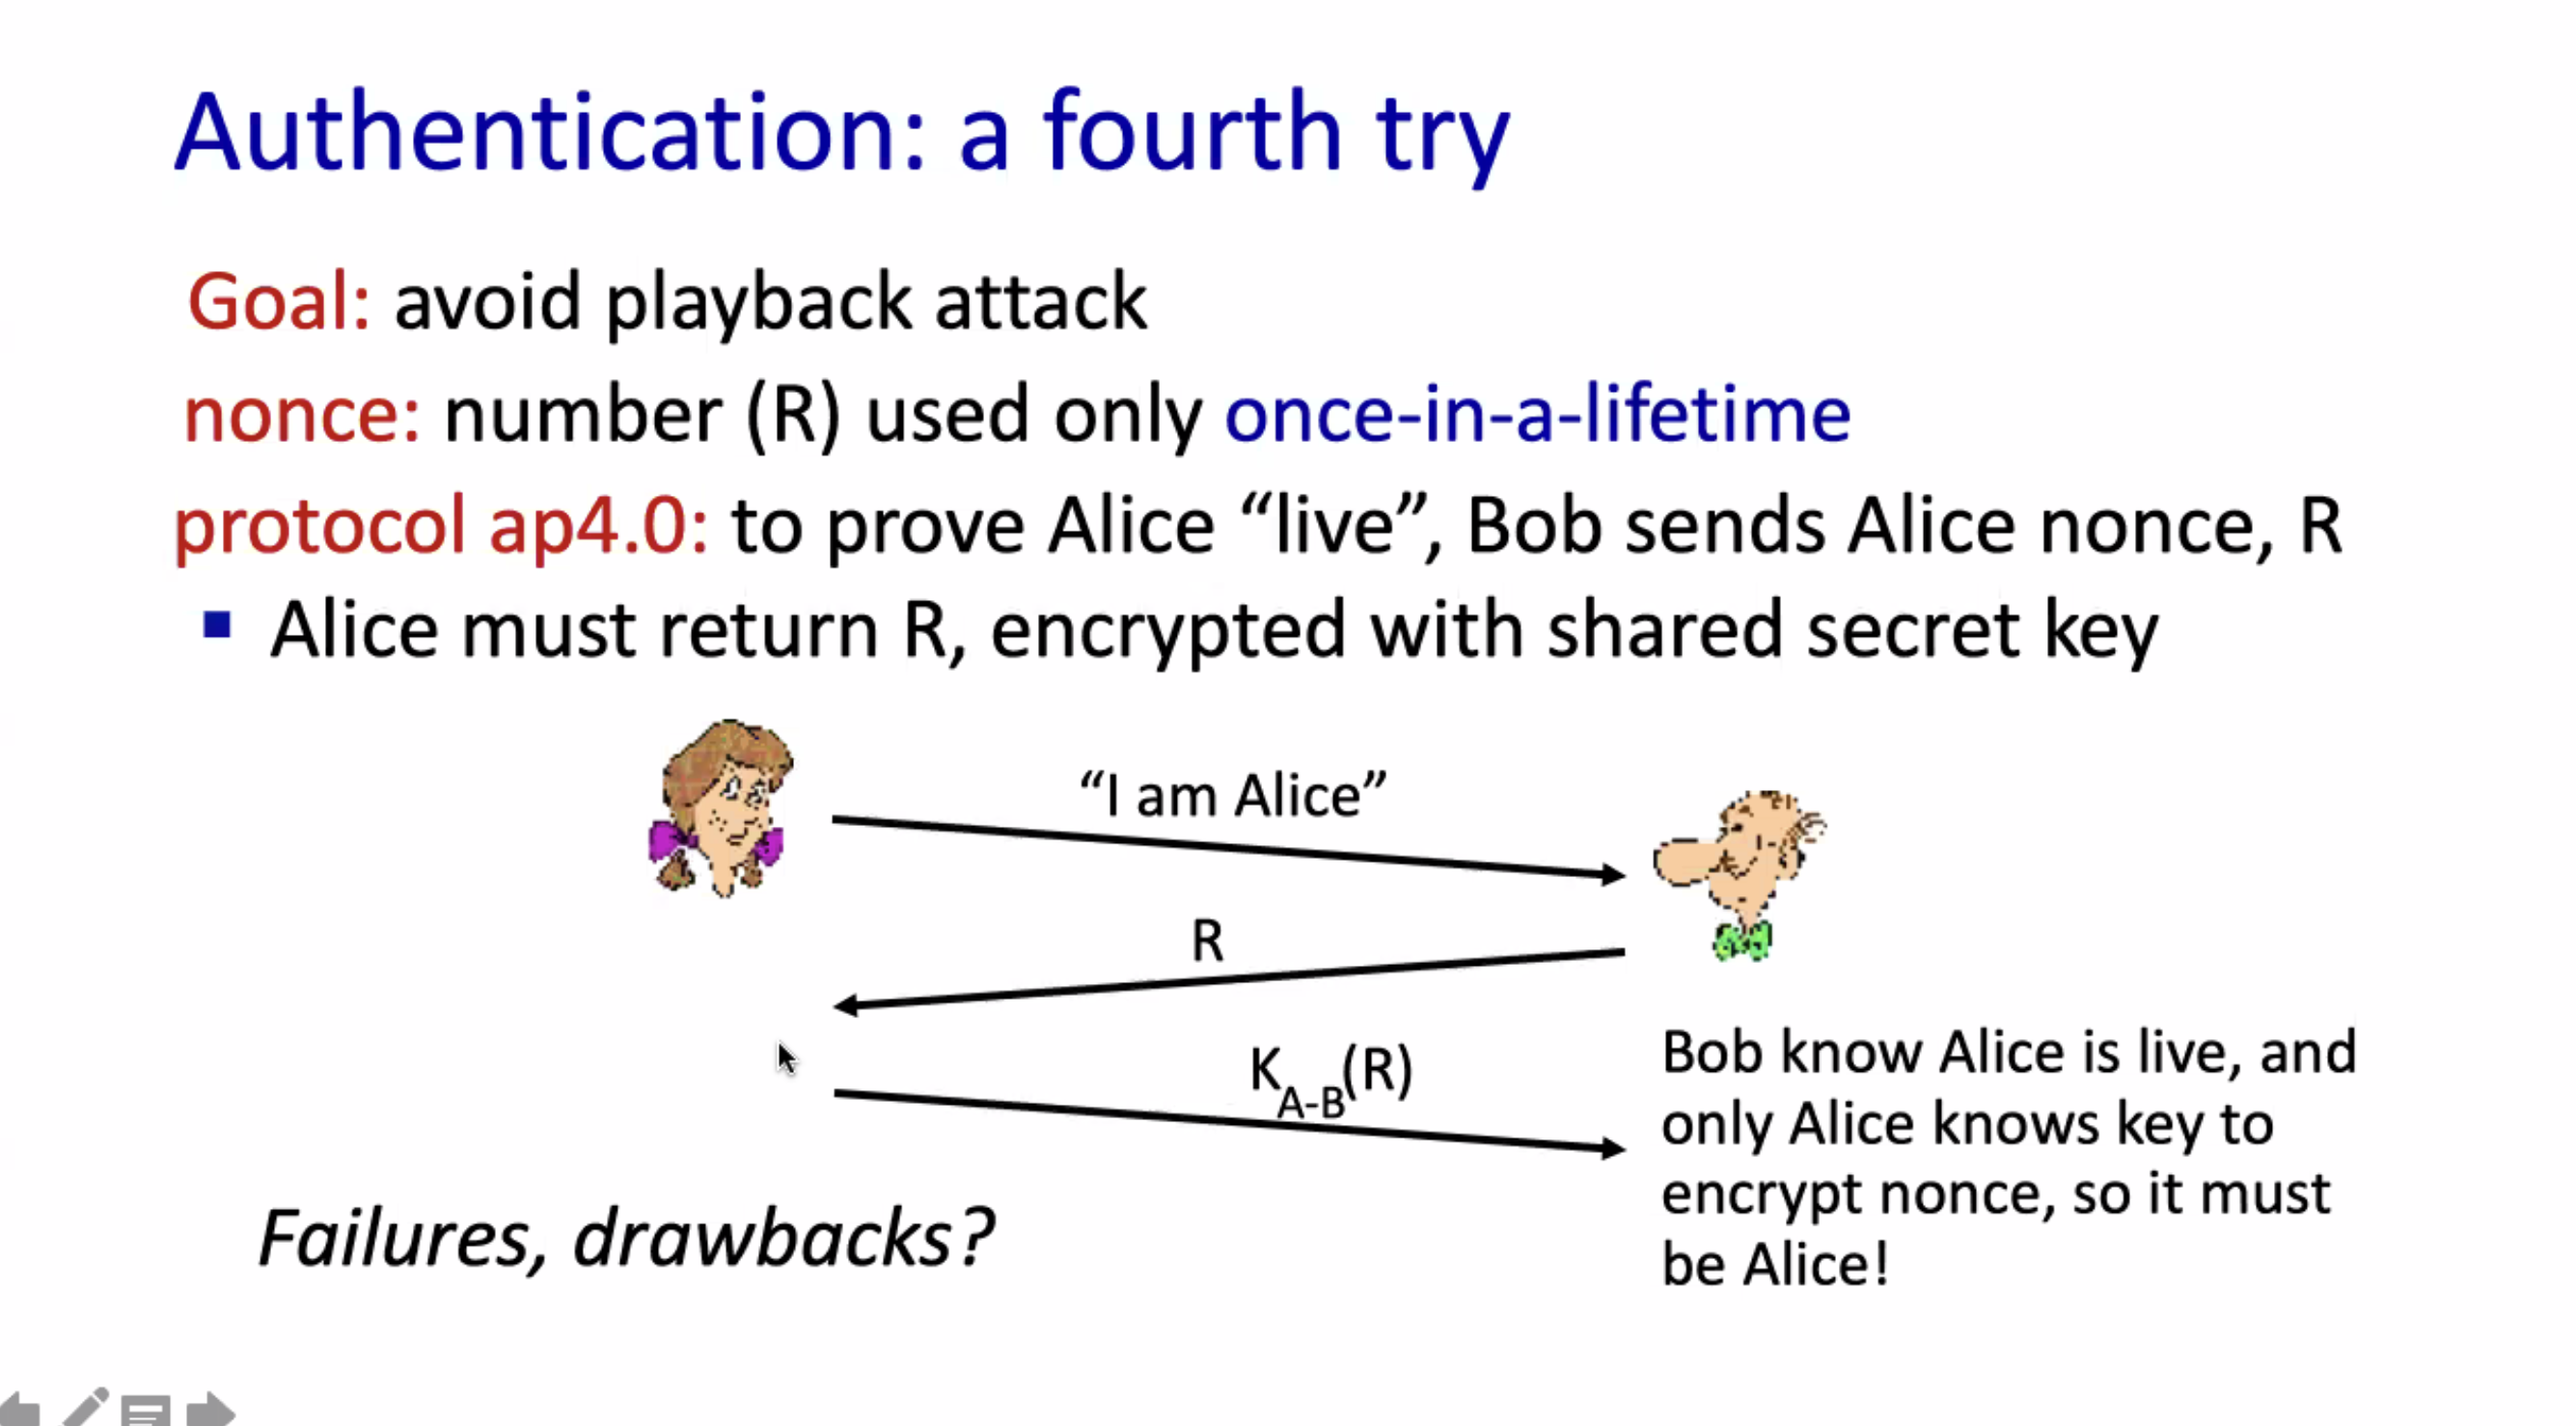 Authentication: a fourth try
Goal: avoid playback attack
nonce: number (R) used only once-in-a-lifetime
protocol ap4.0: to prove Alice “live”, Bob sends Alice nonce, R
▪ Alice must return R, encrypted with shared secret key
“I am Alice”
R
K_A-B(R)
Bob know Alice is live, and
only Alice knows key to
encrypt nonce, so it must
be Alice!
Failures, drawbacks?